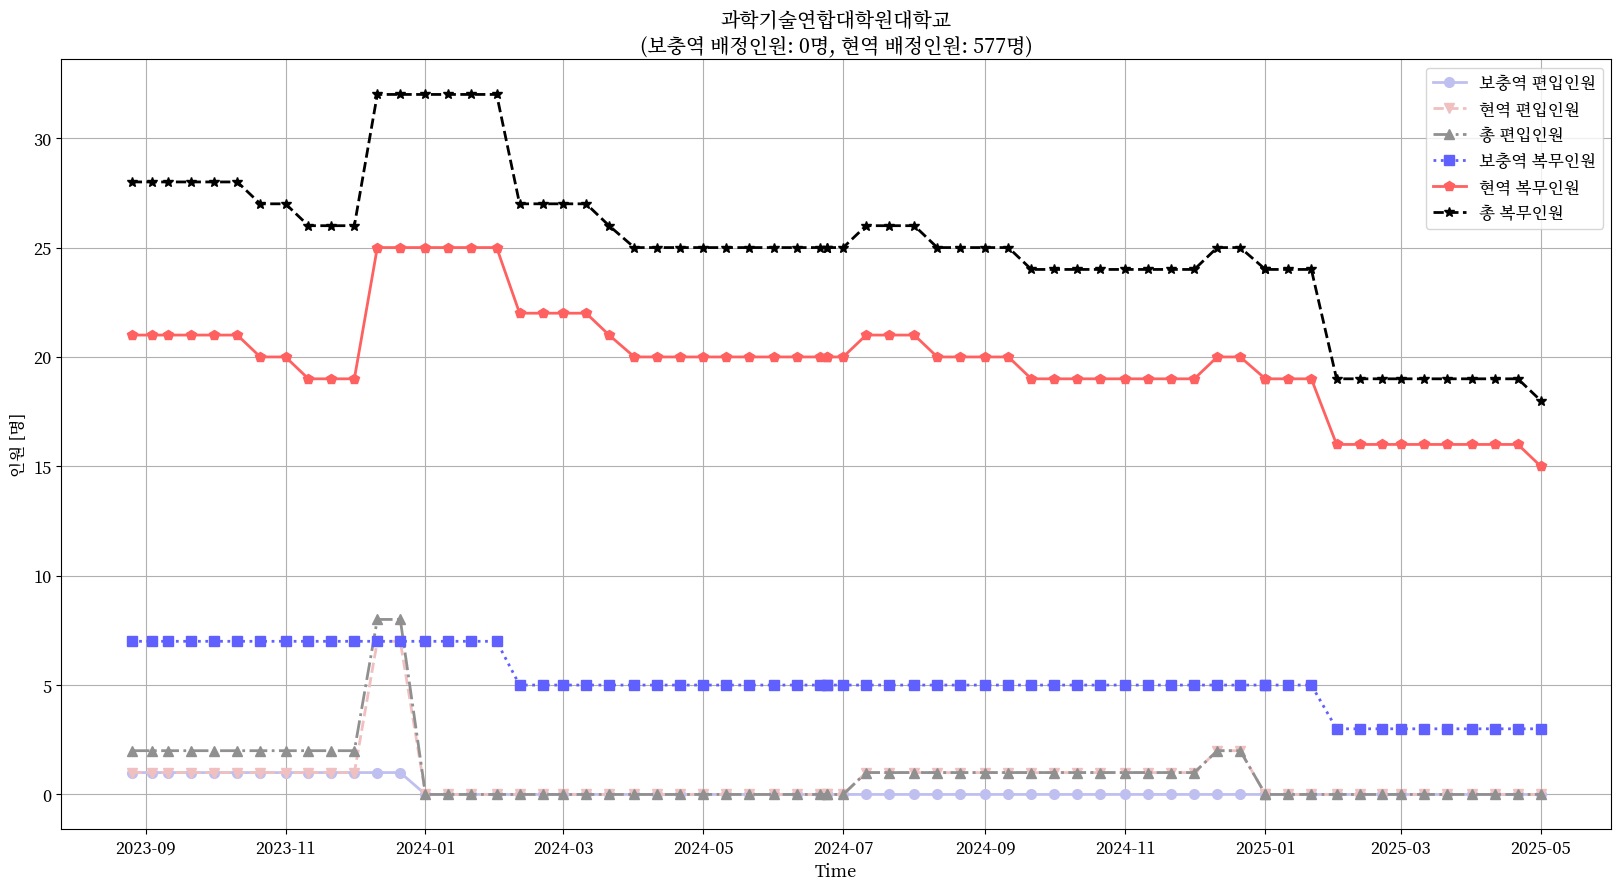 과학기술연합대학원대학교
(보충역 배정인원: 0명, 현역 배정인원: 577명)
보충역 편입인원
현역 편입인원
총 편입인원
보충역 복무인원
현역 복무인원
총 복무인원
인원 [명]
30
25
20
15
10
5
0
2023-09
2023-11
2024-01
2024-03
2024-05
2024-07
2024-09
2024-11
2025-01
2025-03
2025-05
Time